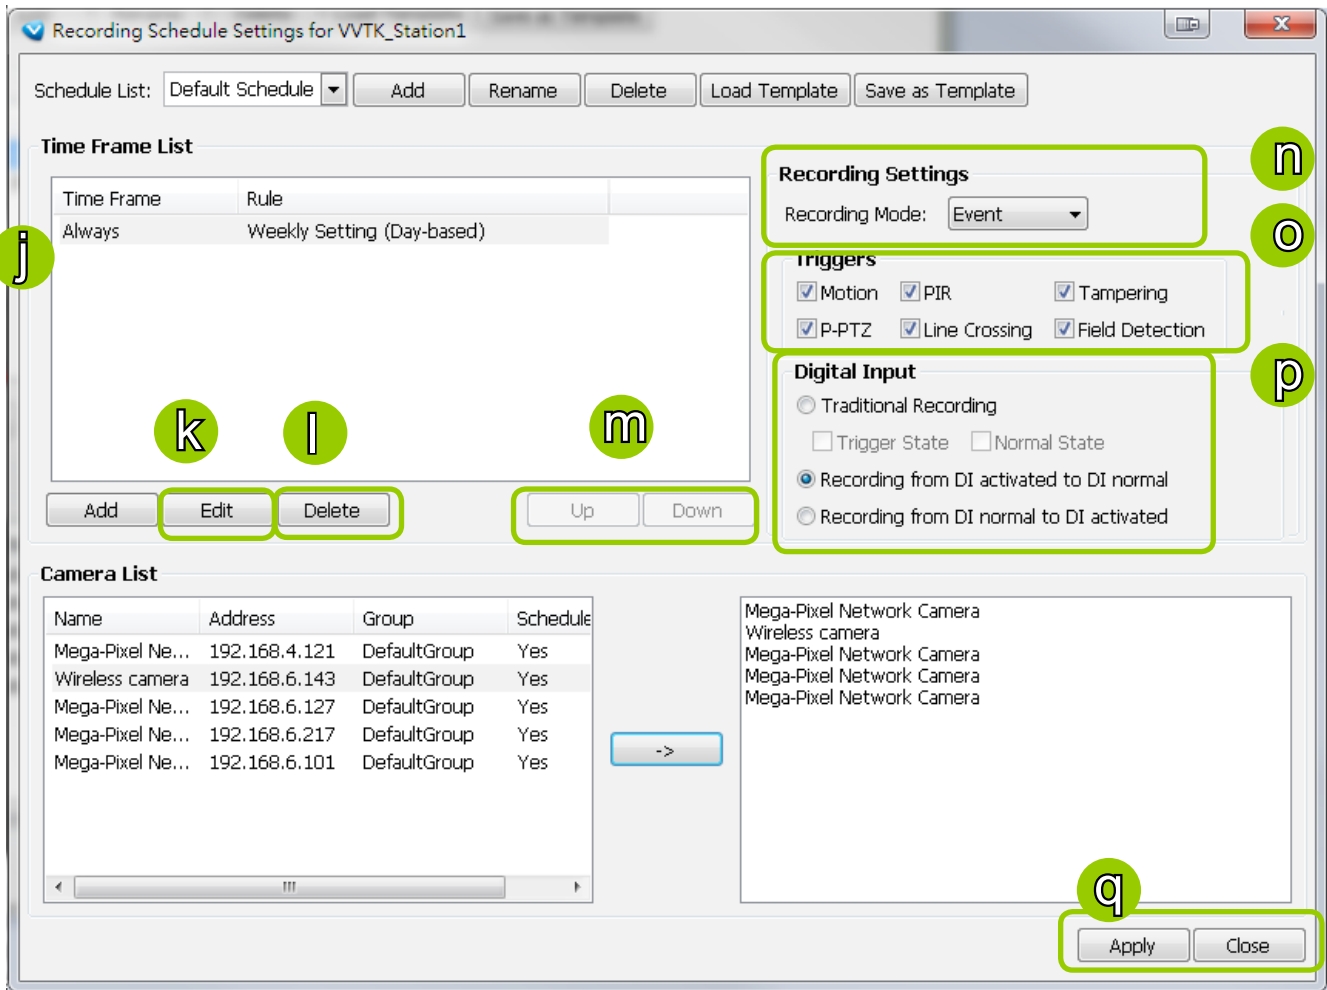 Recording Schedule Settings for VVTK_Station1
Schedule List: Default Schedule Add Rename Delete Load Template Save as Template
Time Frame List
Time Frame Rule
Always Weekly Setting (Day-based)
j
k
l
m
Add Edit Delete Up Down
n
Recording Settings
Recording Mode: Event
o
Triggers
Motion PIR Tampering
P-PTZ Line Crossing Field Detection
p
Digital Input
Traditional Recording
Trigger State Normal State
Recording from DI activated to DI normal
Recording from DI normal to DI activated
Camera List
Name Address Group Schedule
Mega-Pixel Ne... 192.168.4.121 DefaultGroup Yes
Wireless camera 192.168.6.143 DefaultGroup Yes
Mega-Pixel Ne... 192.168.6.127 DefaultGroup Yes
Mega-Pixel Ne... 192.168.6.217 DefaultGroup Yes
Mega-Pixel Ne... 192.168.6.101 DefaultGroup Yes
->
Mega-Pixel Network Camera
Wireless camera
Mega-Pixel Network Camera
Mega-Pixel Network Camera
Mega-Pixel Network Camera
q
Apply Close